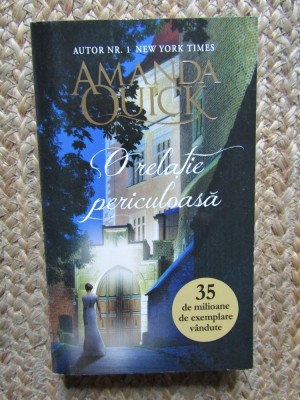 AUTOR NR. 1 NEW YORK TIMES
AMANDA
QUICK
O relație
periculoasă
35
de milioane
de exemplare
vândute